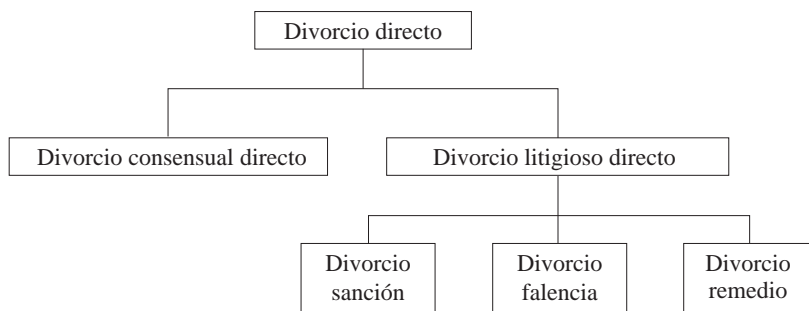 Divorcio directo
Divorcio consensual directo
Divorcio litigioso directo
Divorcio
sanción
Divorcio
falencia
Divorcio
remedio